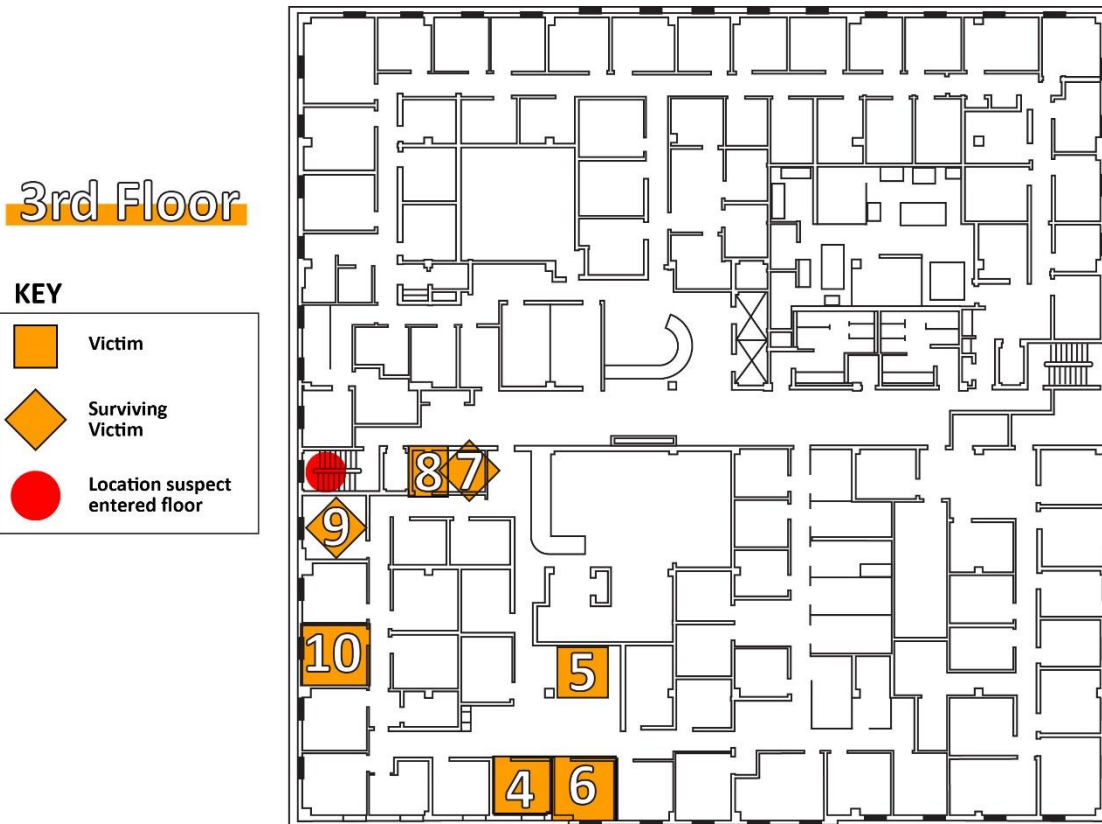 3rd Floor
KEY
Victim
Surviving
Victim
Location suspect
entered floor
8 7
9
10
5
4 6